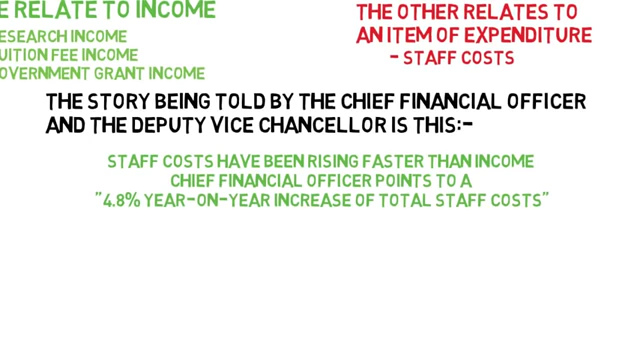 E RELATE TO INCOME
ESEARCH INCOME
UITION FEE INCOME
OVERNMENT GRANT INCOME
THE OTHER RELATES TO
AN ITEM OF EXPENDITURE
- STAFF COSTS
THE STORY BEING TOLD BY THE CHIEF FINANCIAL OFFICER
AND THE DEPUTY VICE CHANCELLOR IS THIS:-
STAFF COSTS HAVE BEEN RISING FASTER THAN INCOME
CHIEF FINANCIAL OFFICER POINTS TO A
"4.8% YEAR-ON-YEAR INCREASE OF TOTAL STAFF COSTS"